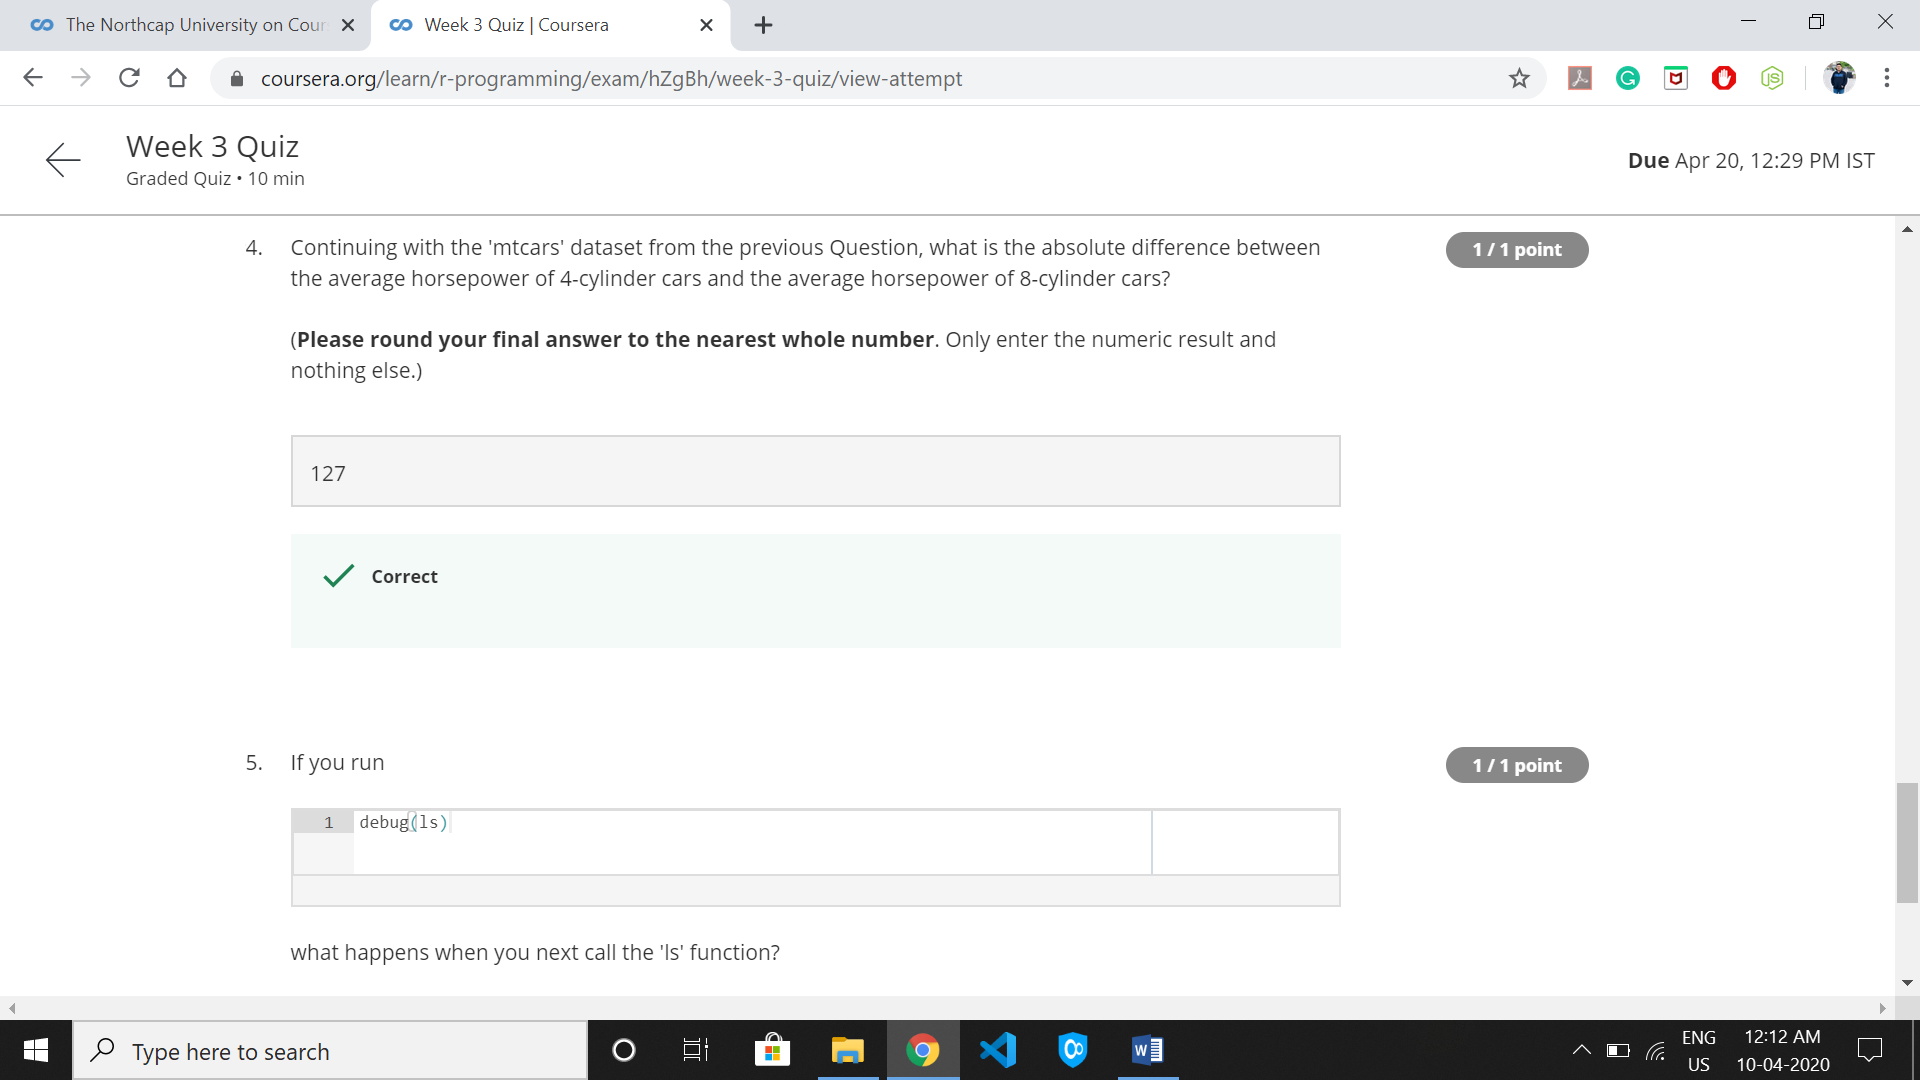 The Northcap University on Cour
Week 3 Quiz | Coursera
coursera.org/learn/r-programming/exam/hZgBh/week-3-quiz/view-attempt
Week 3 Quiz
Graded Quiz • 10 min
Due Apr 20, 12:29 PM IST
4. Continuing with the 'mtcars' dataset from the previous Question, what is the absolute difference between
the average horsepower of 4-cylinder cars and the average horsepower of 8-cylinder cars?
1 / 1 point
(Please round your final answer to the nearest whole number. Only enter the numeric result and
nothing else.)
127
Correct
5. If you run
1 / 1 point
1 debug(ls)
what happens when you next call the 'ls' function?
Type here to search
ENG
US
12:12 AM
10-04-2020